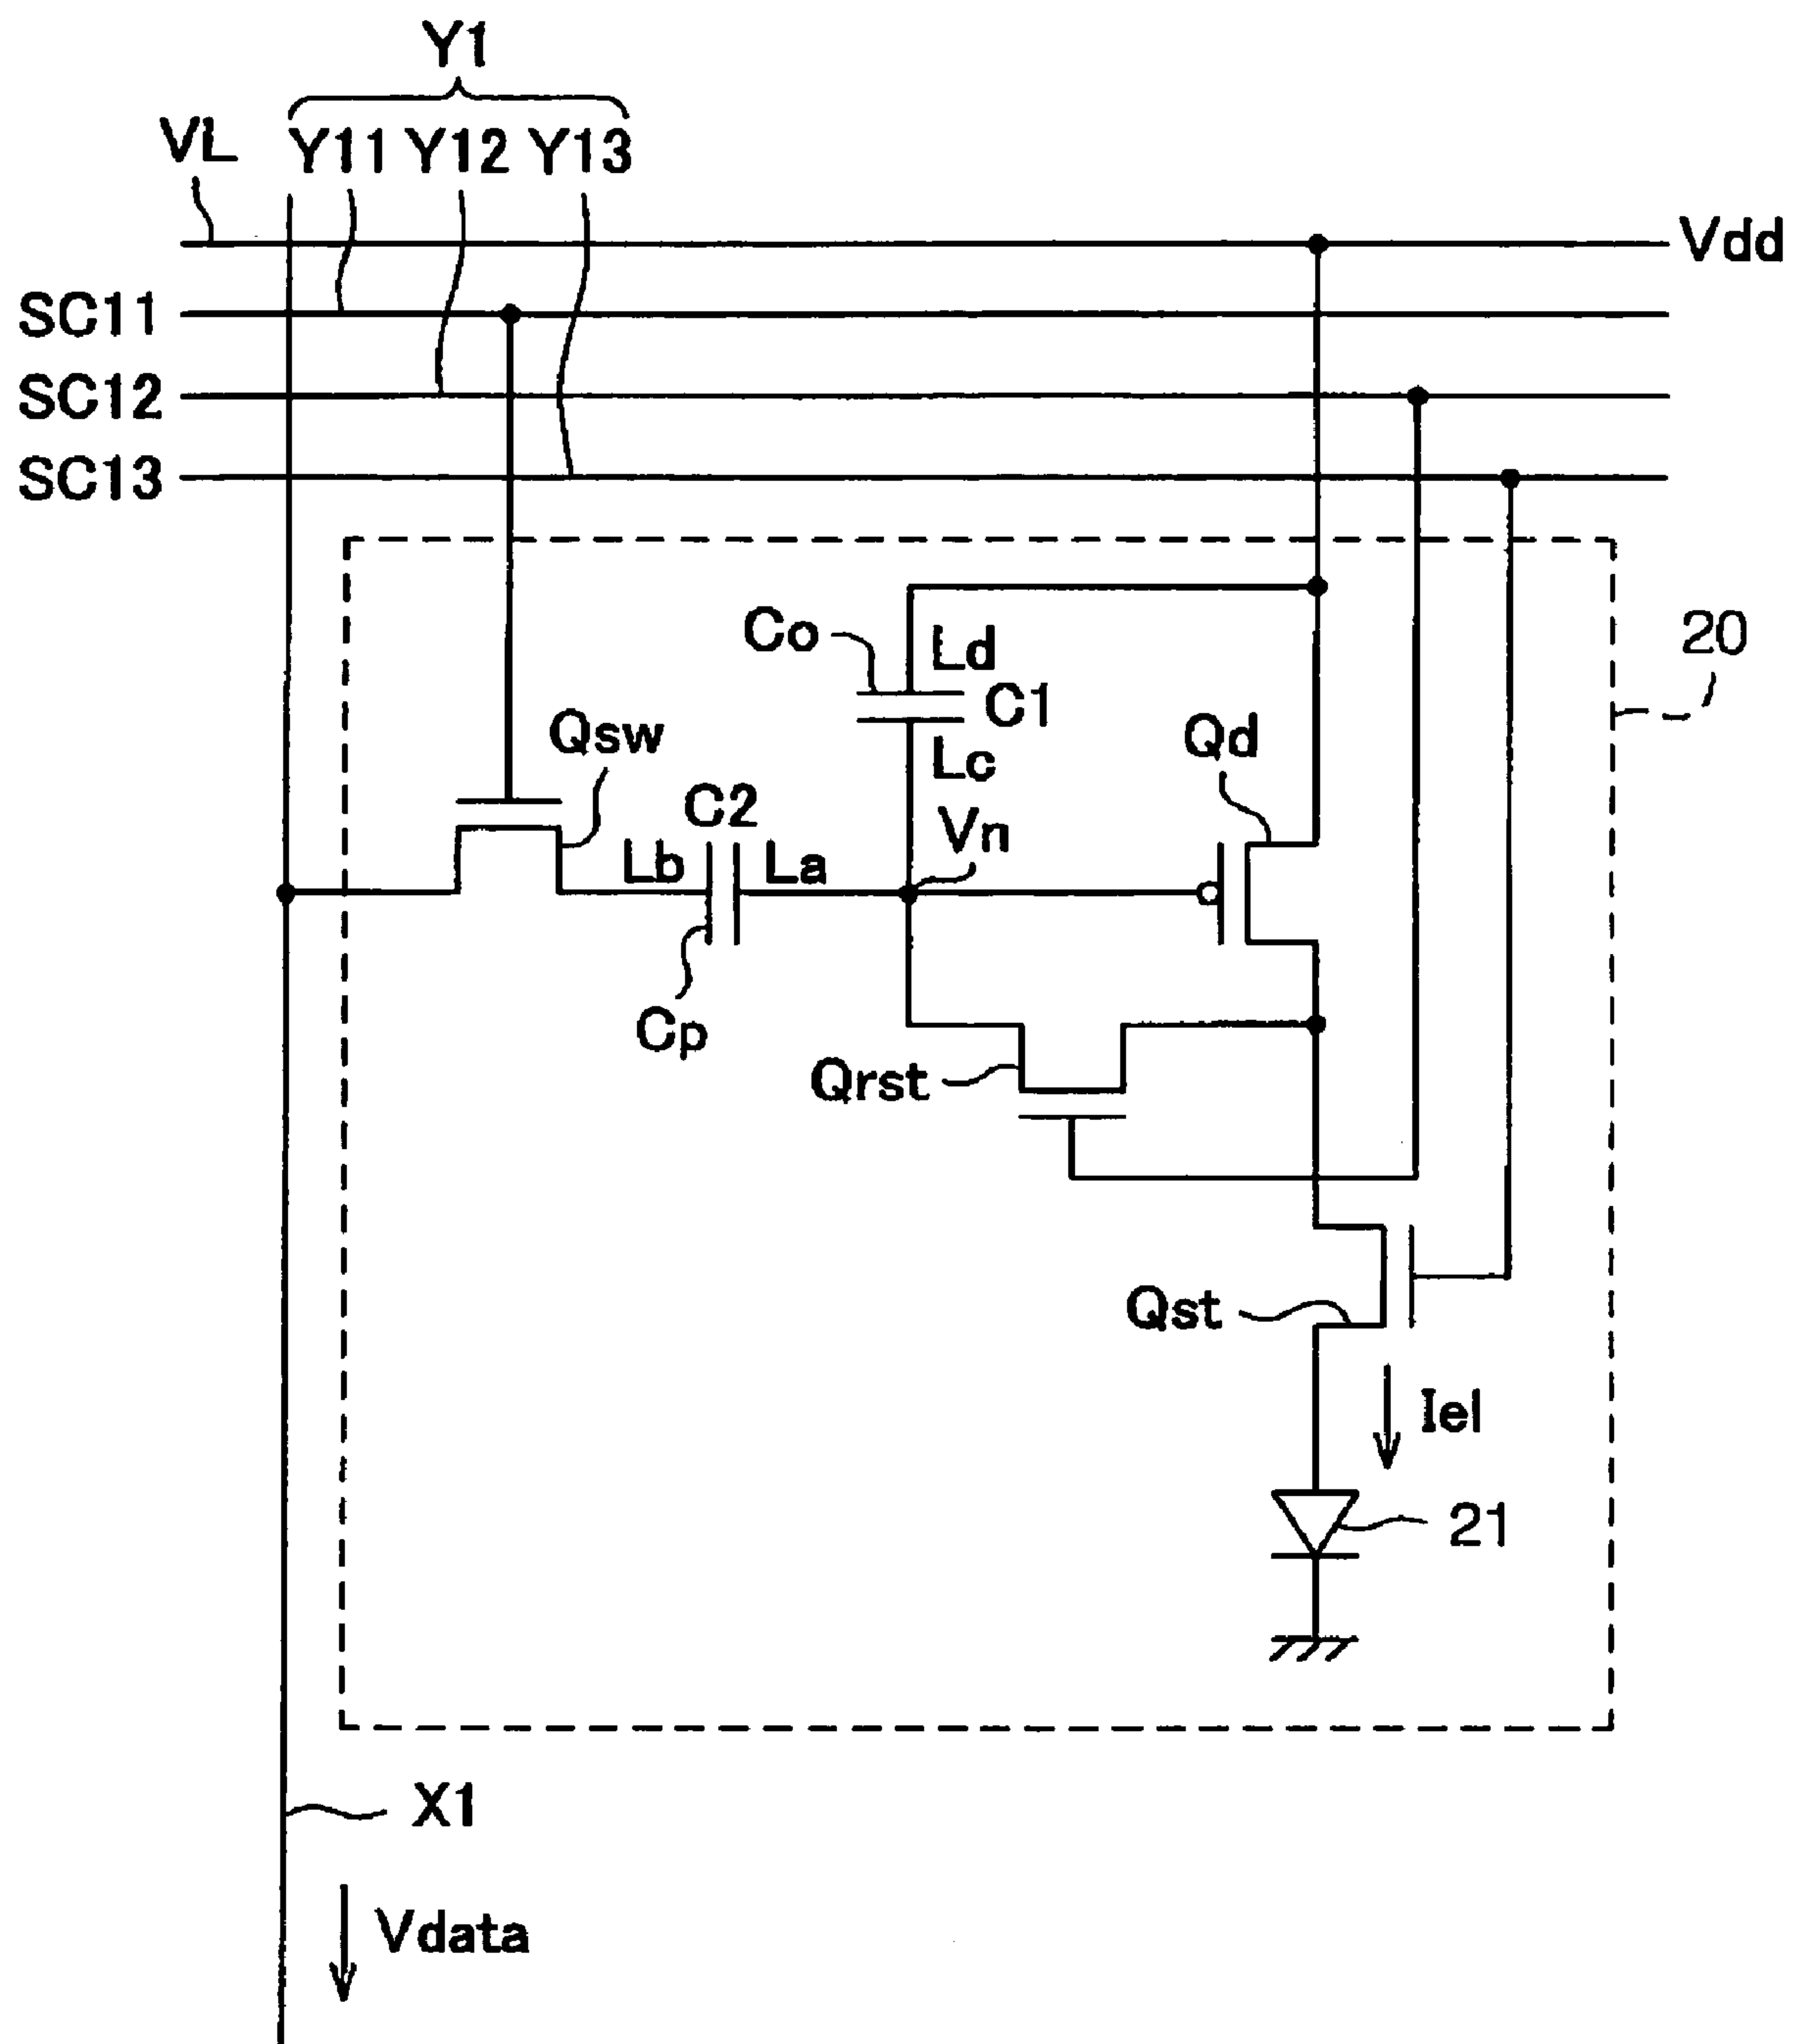 Y1
VL Y11 Y12 Y13
Vdd
SC11
SC12
SC13
20
Co
Ld
C1
Qsw
Lc
Qd
C2
Vn
Lb
La
Cp
Qrst
Qst
Iel
21
X1
Vdata